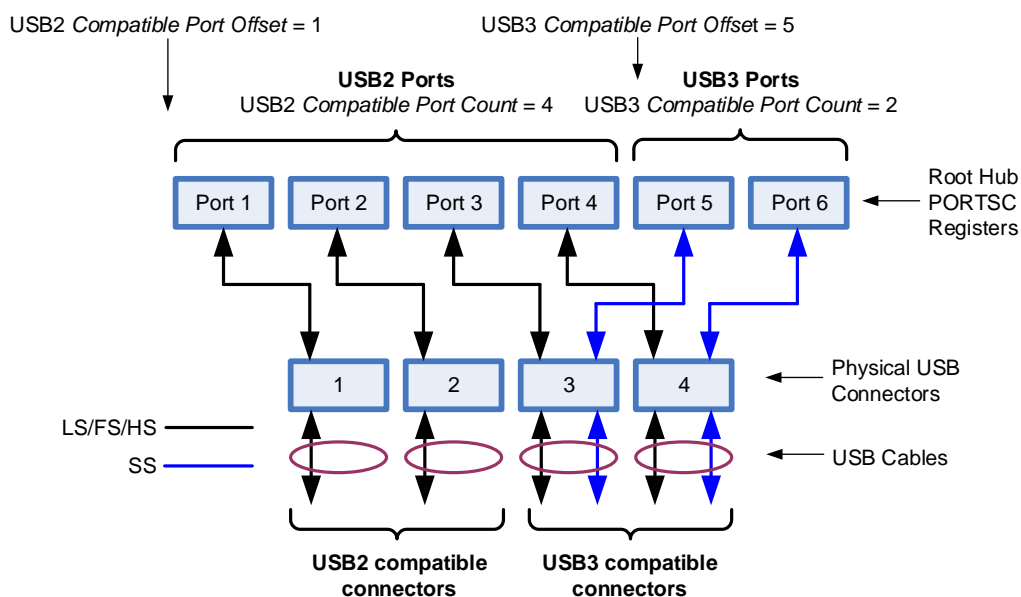 USB2 Compatible Port Offset = 1
USB3 Compatible Port Offset = 5
USB2 Ports
USB2 Compatible Port Count = 4
USB3 Ports
USB3 Compatible Port Count = 2
Port 1
Port 2
Port 3
Port 4
Port 5
Port 6
Root Hub
PORTSC
Registers
1
2
3
4
Physical USB
Connectors
LS/FS/HS
SS
USB Cables
USB2 compatible
connectors
USB3 compatible
connectors